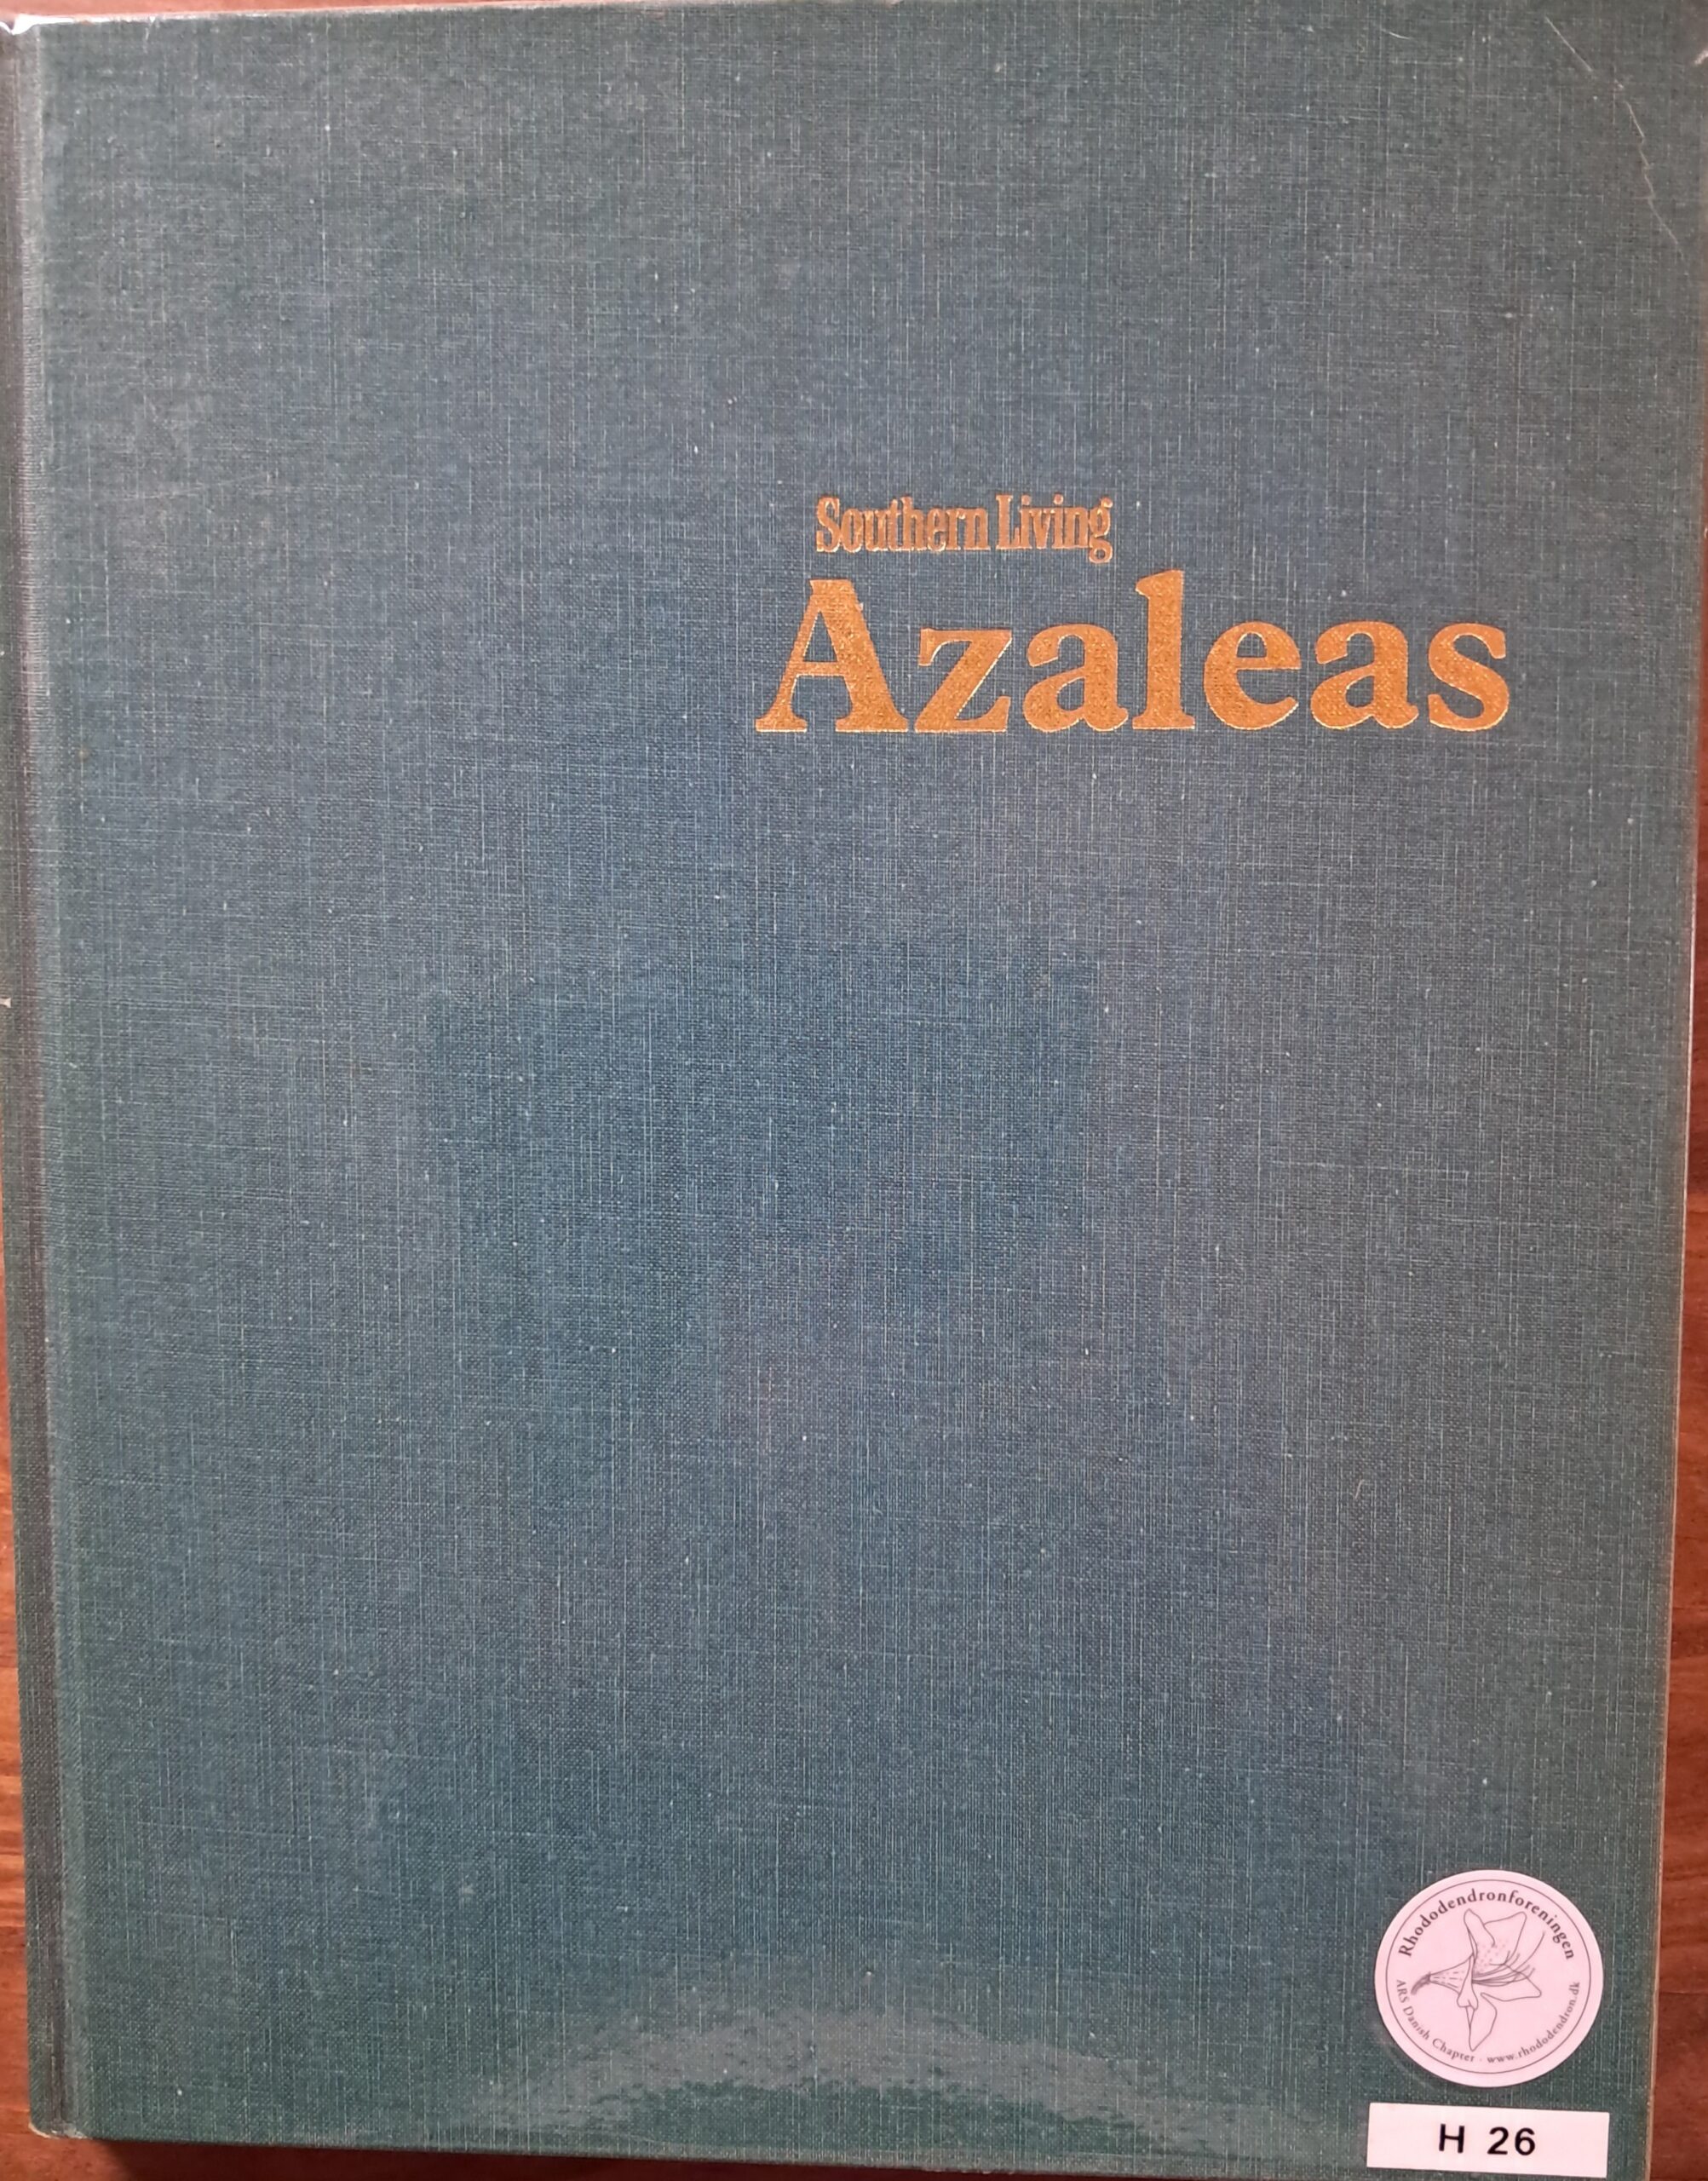 Southern Living
Azaleas
Rhododendronforeningen
ARS Danish Chapter · www.rhododendron.dk
H 26